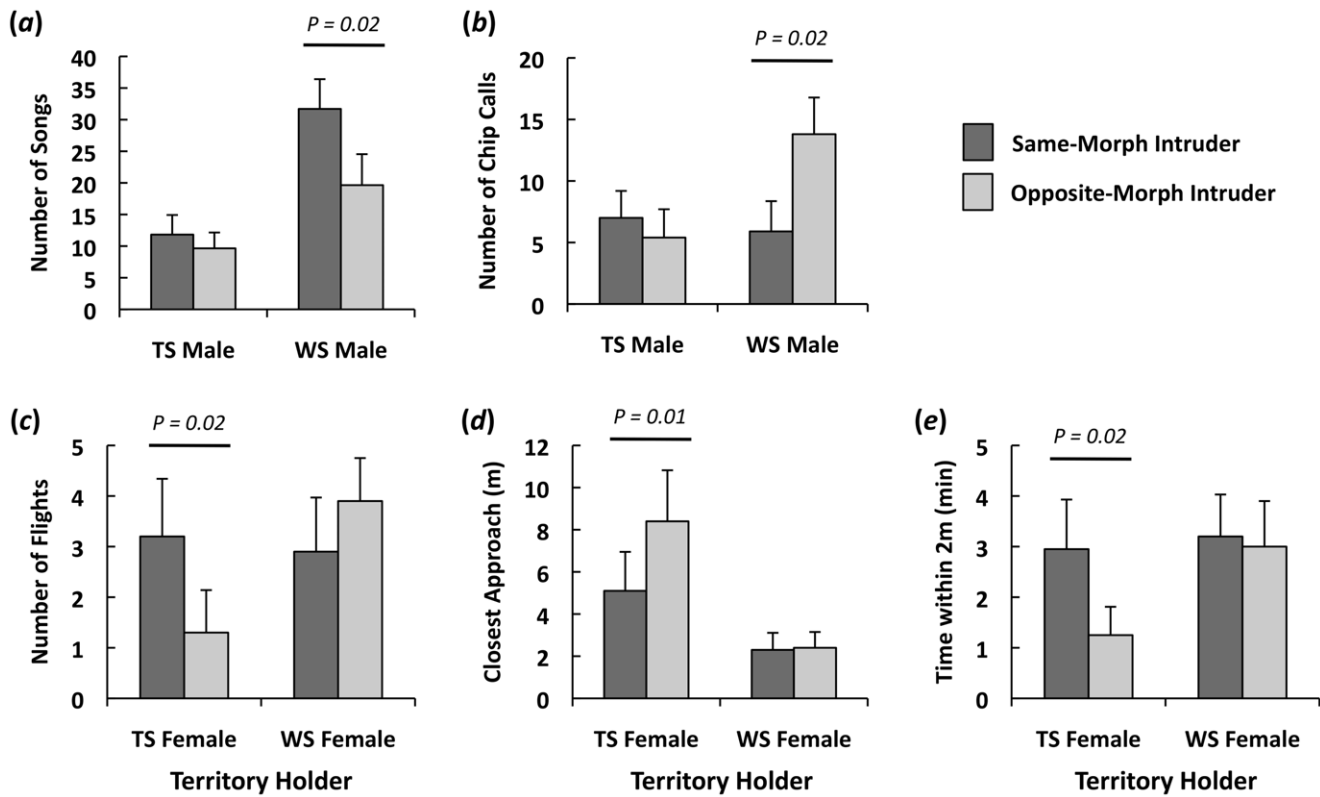 (a)
P = 0.02
Number of Songs
40
35
30
25
20
15
10
5
0
TS Male
WS Male
(b)
P = 0.02
Number of Chip Calls
20
15
10
5
0
TS Male
WS Male
Same-Morph Intruder
Opposite-Morph Intruder
(c)
P = 0.02
Number of Flights
5
4
3
2
1
0
TS Female
WS Female
Territory Holder
(d)
P = 0.01
Closest Approach (m)
12
10
8
6
4
2
0
TS Female
WS Female
Territory Holder
(e)
P = 0.02
Time within 2m (min)
5
4
3
2
1
0
TS Female
WS Female
Territory Holder